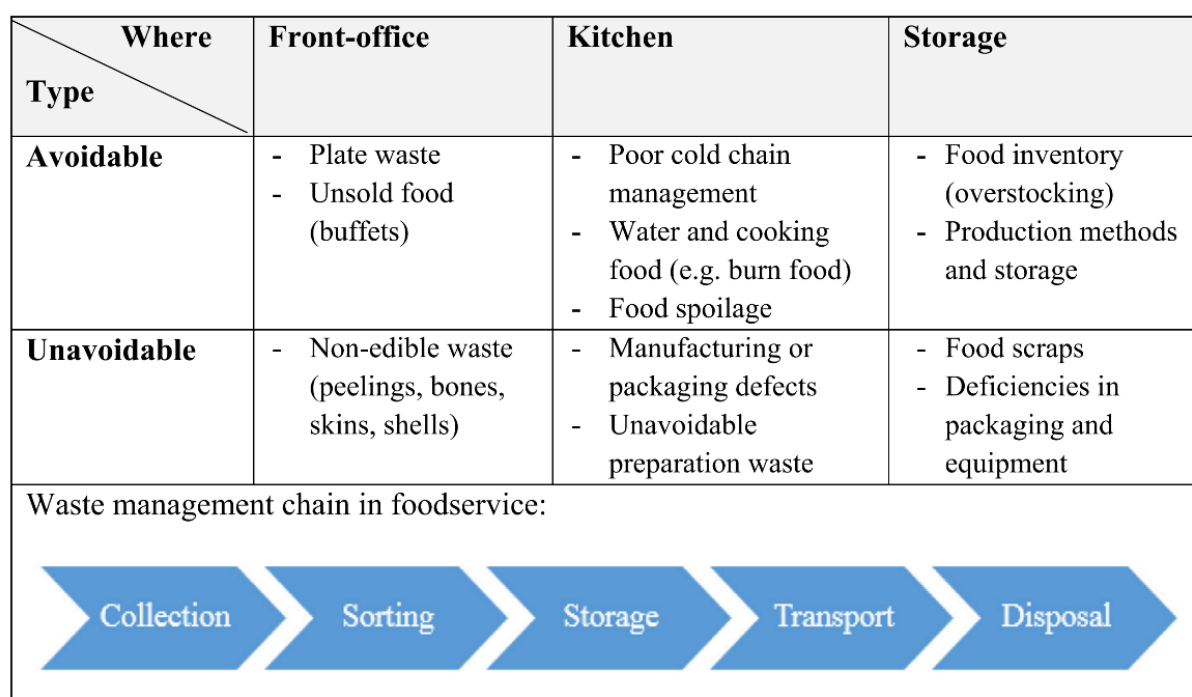 Where
Type
Front-office
Kitchen
Storage
Avoidable
- Plate waste
- Unsold food
(buffets)
- Poor cold chain
management
- Water and cooking
food (e.g. burn food)
- Food spoilage
- Food inventory
(overstocking)
- Production methods
and storage
Unavoidable
- Non-edible waste
(peelings, bones,
skins, shells)
- Manufacturing or
packaging defects
- Unavoidable
preparation waste
- Food scraps
- Deficiencies in
packaging and
equipment
Waste management chain in foodservice:
Collection
Sorting
Storage
Transport
Disposal